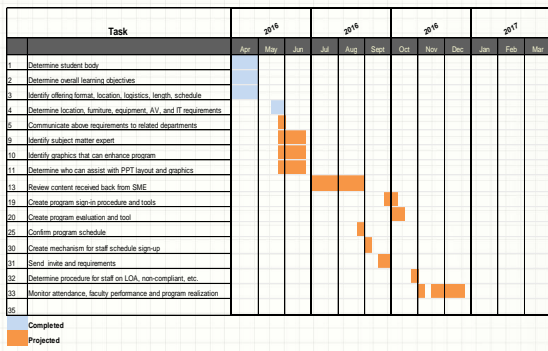 Task 2016 2016 2016 2017
Apr May Jun Jul Aug Sept Oct Nov Dec Jan Feb Mar
1 Determine student body
2 Determine overall learning objectives
3 Identify offering format, location, logistics, length, schedule
4 Determine location, furniture, equipment, AV, and IT requirements
5 Communicate above requirements to related departments
9 Identify subject matter expert
10 Identify graphics that can enhance program
11 Determine who can assist with PPT layout and graphics
13 Review content received back from SME
19 Create program sign-in procedure and tools
20 Create program evaluation and tool
25 Confirm program schedule
30 Create mechanism for staff schedule sign-up
31 Send invite and requirements
32 Determine procedure for staff on LOA, non-compliant, etc.
33 Monitor attendance, faculty performance and program realization
35
Completed
Projected